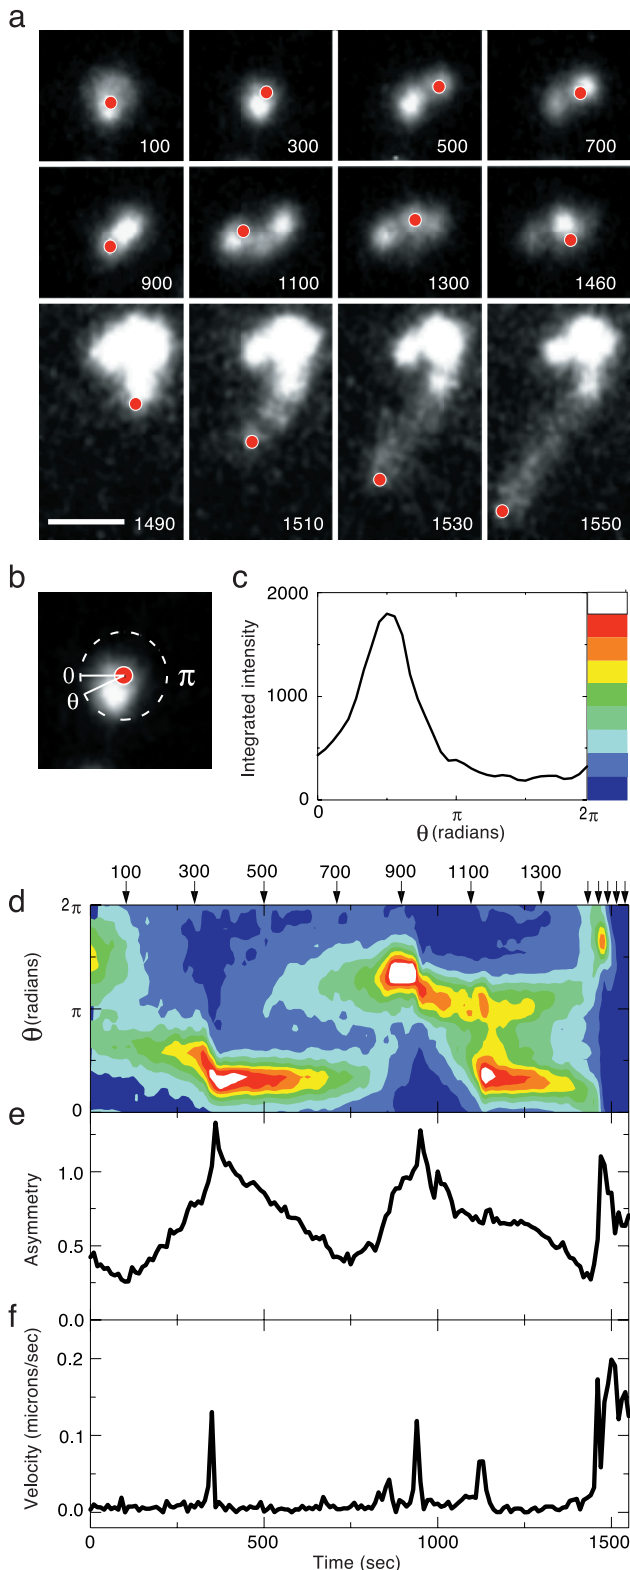 a
100 300 500 700
900 1100 1300 1460
1490 1510 1530 1550
b
0
θ
π
c
Integrated intensity
2000
1000
0
0 π 2π
θ (radians)
100 300 500 700 900 1100 1300
d
θ (radians)
2π
π
0
e
Asymmetry
1.0
0.5
0.0
f
Velocity (microns/sec)
0.2
0.1
0.0
0 500 1000 1500
Time (sec)